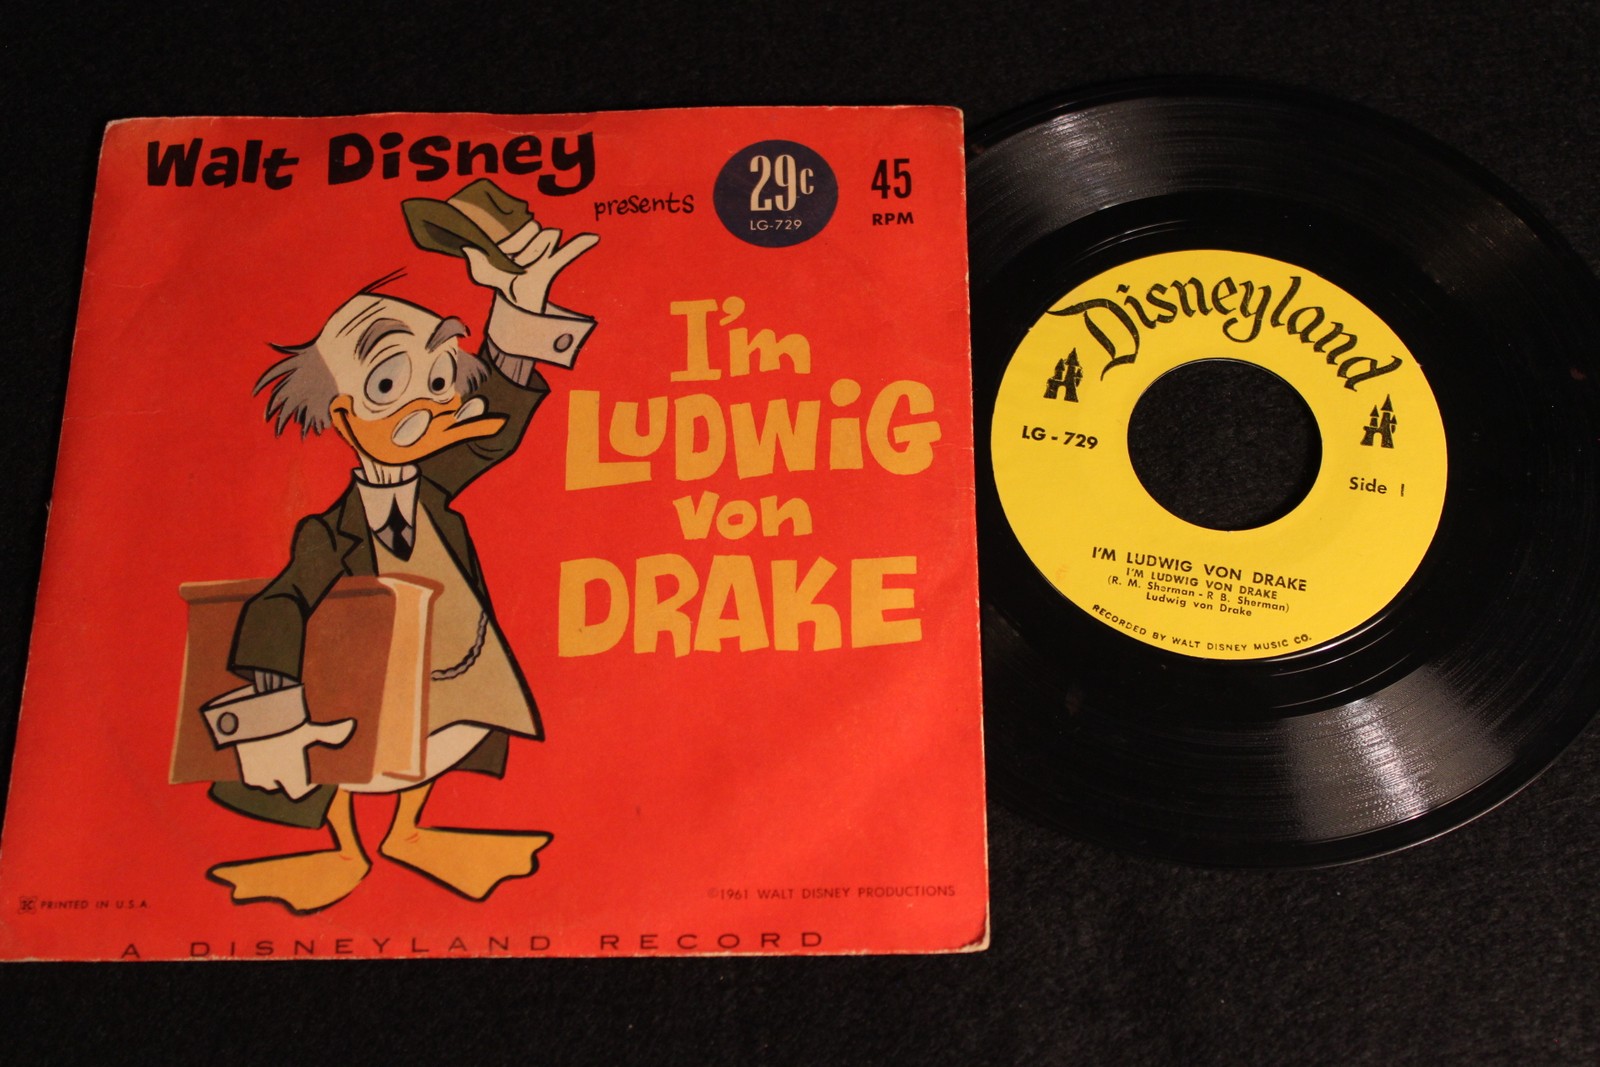 Walt Disney
presents
29c
LG-729
45
RPM
I'm
LUDWiG
von
DRAKE
PRINTED IN U.S.A.
©1961 WALT DISNEY PRODUCTIONS
A DISNEYLAND RECORD
Disneyland
LG - 729
Side 1
I'M LUDWIG VON DRAKE
I'M LUDWIG VON DRAKE
(R. M. Sherman - R B. Sherman)
Ludwig von Drake
RECORDED BY WALT DISNEY MUSIC CO.